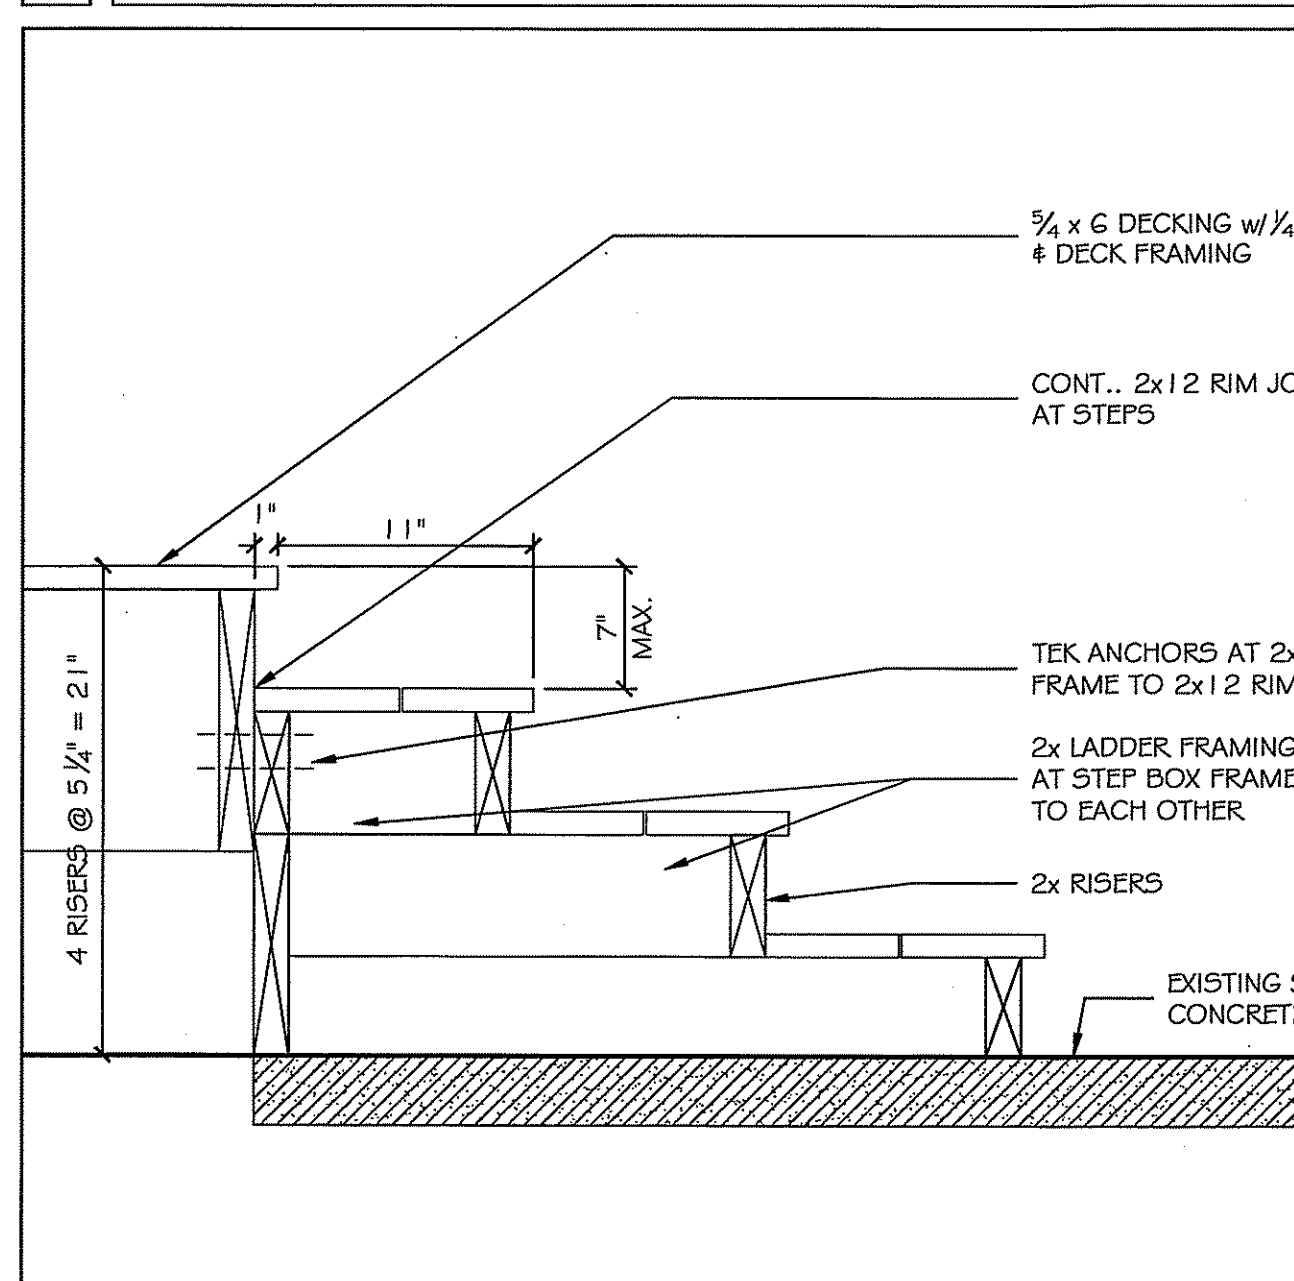 5/4 x 6 DECKING w/ 1/4
& DECK FRAMING
CONT.. 2x12 RIM JO
AT STEPS
1"
11"
7"
MAX.
4 RISERS @ 5 1/4" = 21"
TEK ANCHORS AT 2x
FRAME TO 2x12 RIM
2x LADDER FRAMING
AT STEP BOX FRAME
TO EACH OTHER
2x RISERS
EXISTING S
CONCRET